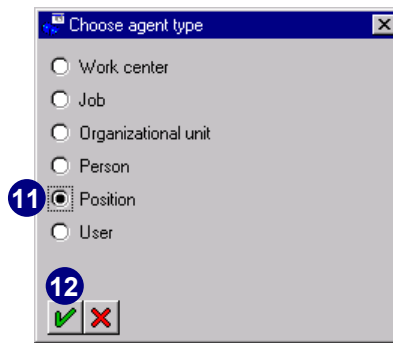 Choose agent type
Work center
Job
Organizational unit
Person
11 Position
User
12